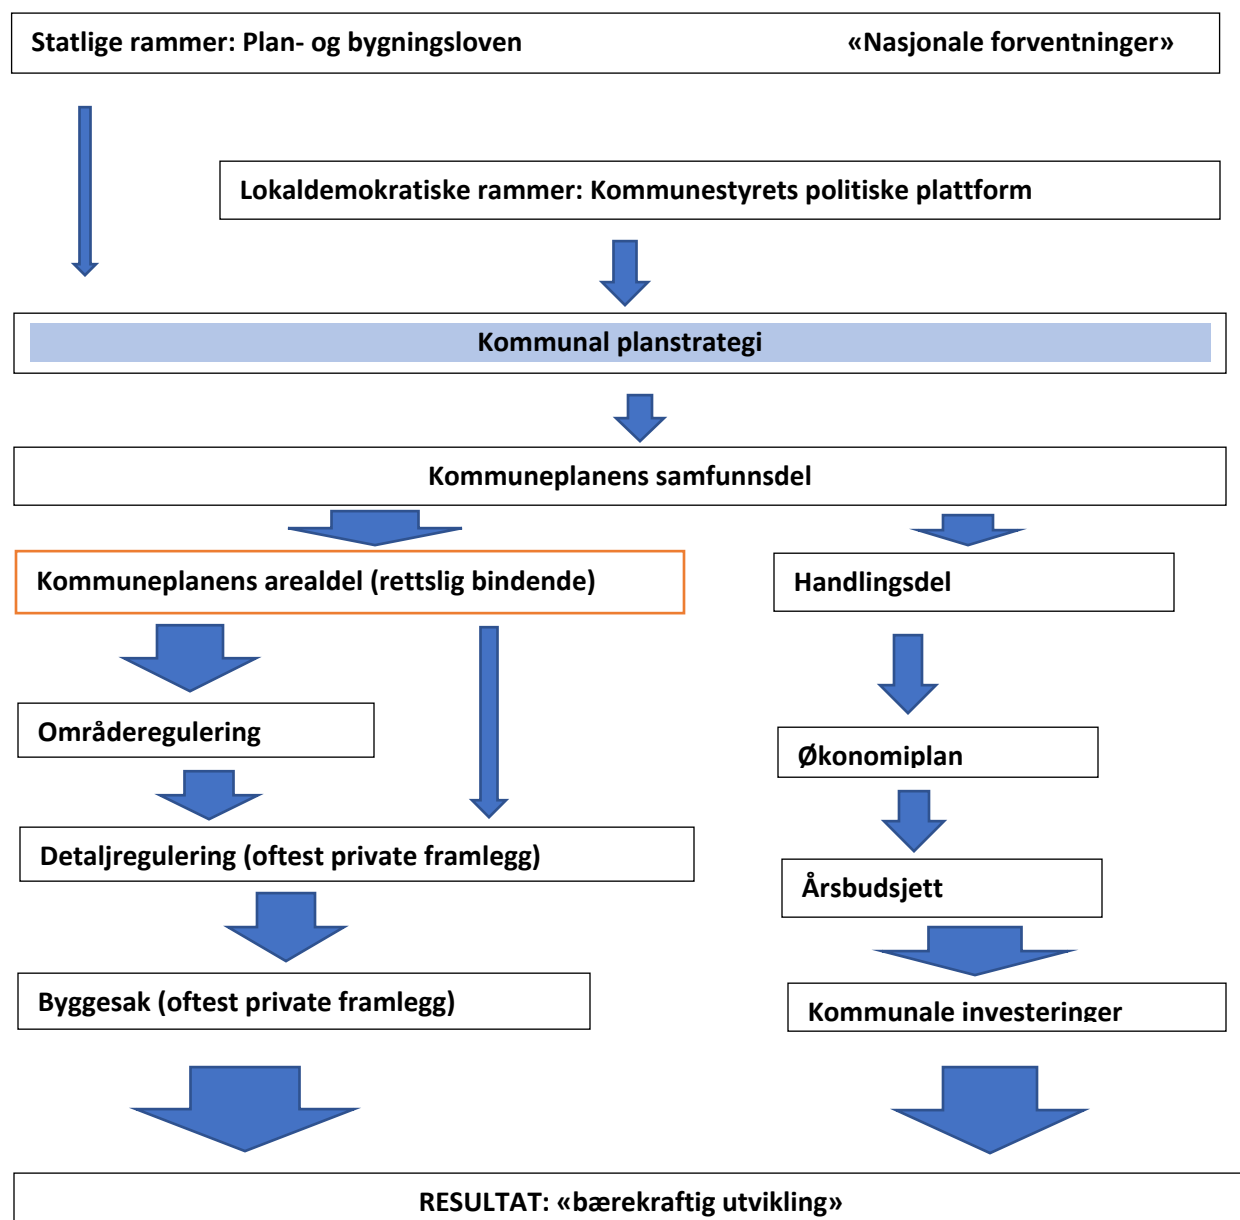 Statlige rammer: Plan- og bygningsloven «Nasjonale forventninger»
Lokaldemokratiske rammer: Kommunestyrets politiske plattform
Kommunal planstrategi
Kommuneplanens samfunnsdel
Kommuneplanens arealdel (rettslig bindende)
Handlingsdel
Områderegulering
Økonomiplan
Detaljregulering (oftest private framlegg)
Årsbudsjett
Byggesak (oftest private framlegg)
Kommunale investeringer
RESULTAT: «bærekraftig utvikling»